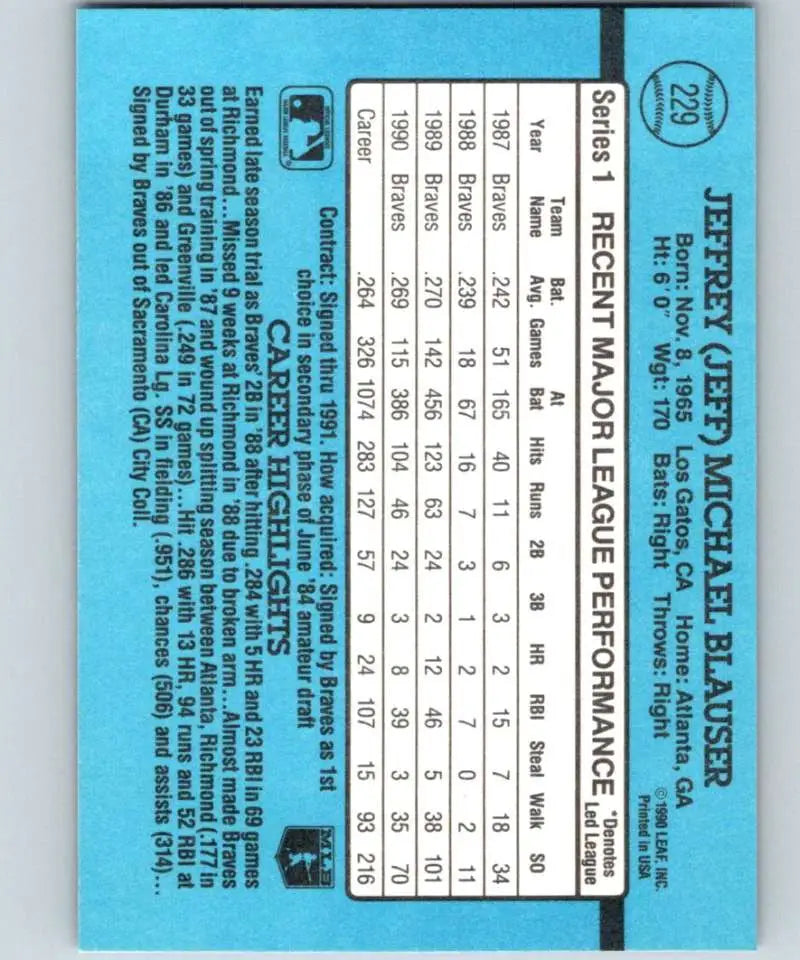 229
JEFFREY (JEFF) MICHAEL BLAUSER
Born: Nov. 8, 1965 Los Gatos, CA Home: Atlanta, GA
Ht: 6' 0" Wgt: 170 Bats: Right Throws: Right
©1990 LEAF, INC.
Printed in USA
Series 1 RECENT MAJOR LEAGUE PERFORMANCE *Denotes Led League
Year Team Name Bat. Avg. Games At Bat Hits Runs 2B 3B HR RBI Steal Walk SO
1987 Braves .242 51 165 40 11 6 3 2 15 7 18 34
1988 Braves .239 18 67 16 7 3 1 2 7 0 2 11
1989 Braves .270 142 456 123 63 24 2 12 46 5 38 101
1990 Braves .269 115 386 104 46 24 3 8 39 3 35 70
Career .264 326 1074 283 127 57 9 24 107 15 93 216
Contract: Signed thru 1991. How acquired: Signed by Braves as 1st
choice in secondary phase of June '84 amateur draft
MLB
CAREER HIGHLIGHTS
Earned late season trial as Braves' 2B in '88 after hitting .284 with 5 HR and 23 RBI in 69 games
at Richmond...Missed 9 weeks at Richmond in '88 due to broken arm...Almost made Braves
out of spring training in '87 and wound up splitting season between Atlanta, Richmond (.177 in
33 games) and Greenville (.249 in 72 games)...Hit .286 with 13 HR, 94 runs and 52 RBI at
Durham in '86 and led Carolina Lg. SS in fielding (.951), chances (506) and assists (314)...
Signed by Braves out of Sacramento (CA) City Coll.